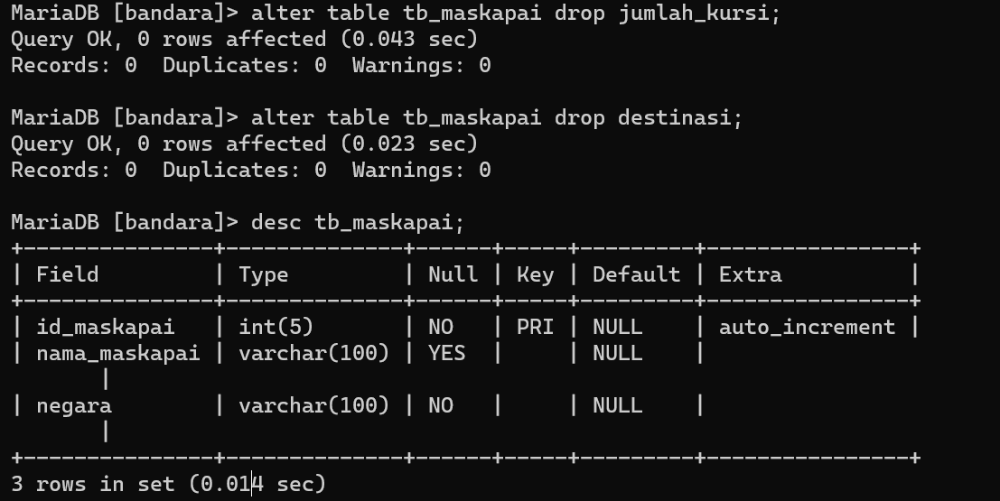 MariaDB [bandara]> alter table tb_maskapai drop jumlah_kursi;
Query OK, 0 rows affected (0.043 sec)
Records: 0  Duplicates: 0  Warnings: 0

MariaDB [bandara]> alter table tb_maskapai drop destinasi;
Query OK, 0 rows affected (0.023 sec)
Records: 0  Duplicates: 0  Warnings: 0

MariaDB [bandara]> desc tb_maskapai;
+---------------+--------------+------+-----+---------+----------------+
| Field         | Type         | Null | Key | Default | Extra          |
+---------------+--------------+------+-----+---------+----------------+
| id_maskapai   | int(5)       | NO   | PRI | NULL    | auto_increment |
| nama_maskapai | varchar(100) | YES  |     | NULL    |
       |
| negara        | varchar(100) | NO   |     | NULL    |
       |
+---------------+--------------+------+-----+---------+----------------+
3 rows in set (0.014 sec)